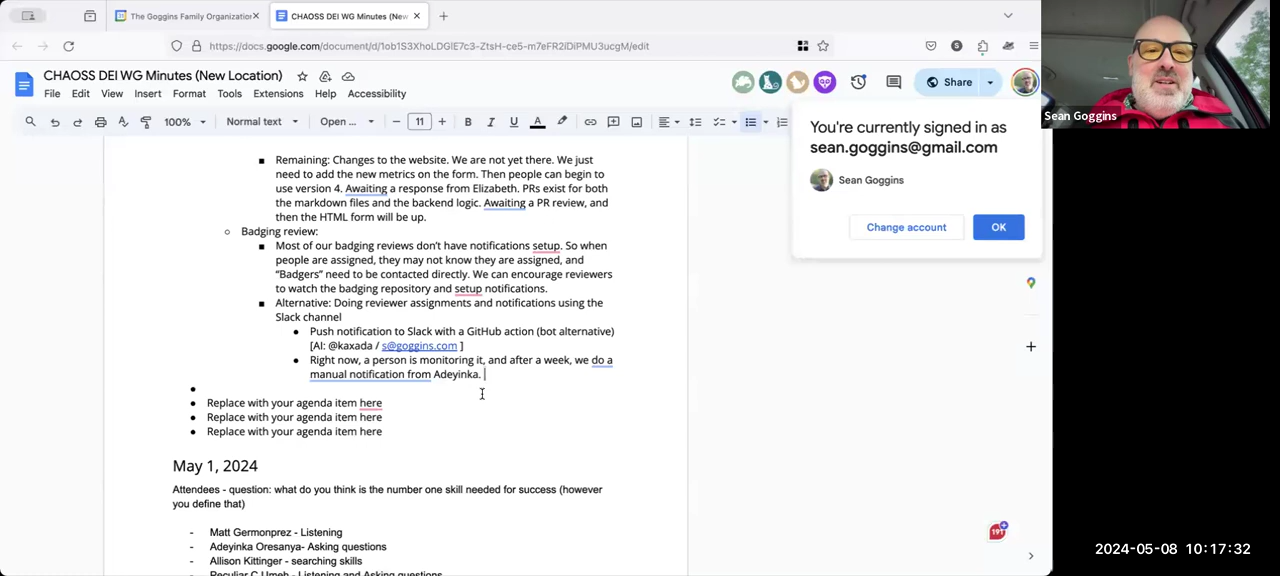 The Goggins Family Organization
CHAOSS DEI WG Minutes (New
https://docs.google.com/document/d/1ob1S3XhoLDGlE7c3-ZtsH-ce5-m7eFR2iDiPMU3ucgM/edit
CHAOSS DEI WG Minutes (New Location)
File Edit View Insert Format Tools Extensions Help Accessibility
Share
100% Normal text Open ... 11 B I U A
You're currently signed in as
sean.goggins@gmail.com
Sean Goggins
Change account OK
Sean Goggins
Remaining: Changes to the website. We are not yet there. We just
need to add the new metrics on the form. Then people can begin to
use version 4. Awaiting a response from Elizabeth. PRs exist for both
the markdown files and the backend logic. Awaiting a PR review, and
then the HTML form will be up.
Badging review:
Most of our badging reviews don't have notifications setup. So when
people are assigned, they may not know they are assigned, and
“Badgers” need to be contacted directly. We can encourage reviewers
to watch the badging repository and setup notifications.
Alternative: Doing reviewer assignments and notifications using the
Slack channel
Push notification to Slack with a GitHub action (bot alternative)
[AI: @kaxada / s@goggins.com ]
Right now, a person is monitoring it, and after a week, we do a
manual notification from Adeyinka.
Replace with your agenda item here
Replace with your agenda item here
Replace with your agenda item here
May 1, 2024
Attendees - question: what do you think is the number one skill needed for success (however
you define that)
- Matt Germonprez - Listening
- Adeyinka Oresanya- Asking questions
- Allison Kittinger - searching skills
- Peculiar C Umeh - Listening and Asking questions
191
2024-05-08 10:17:32